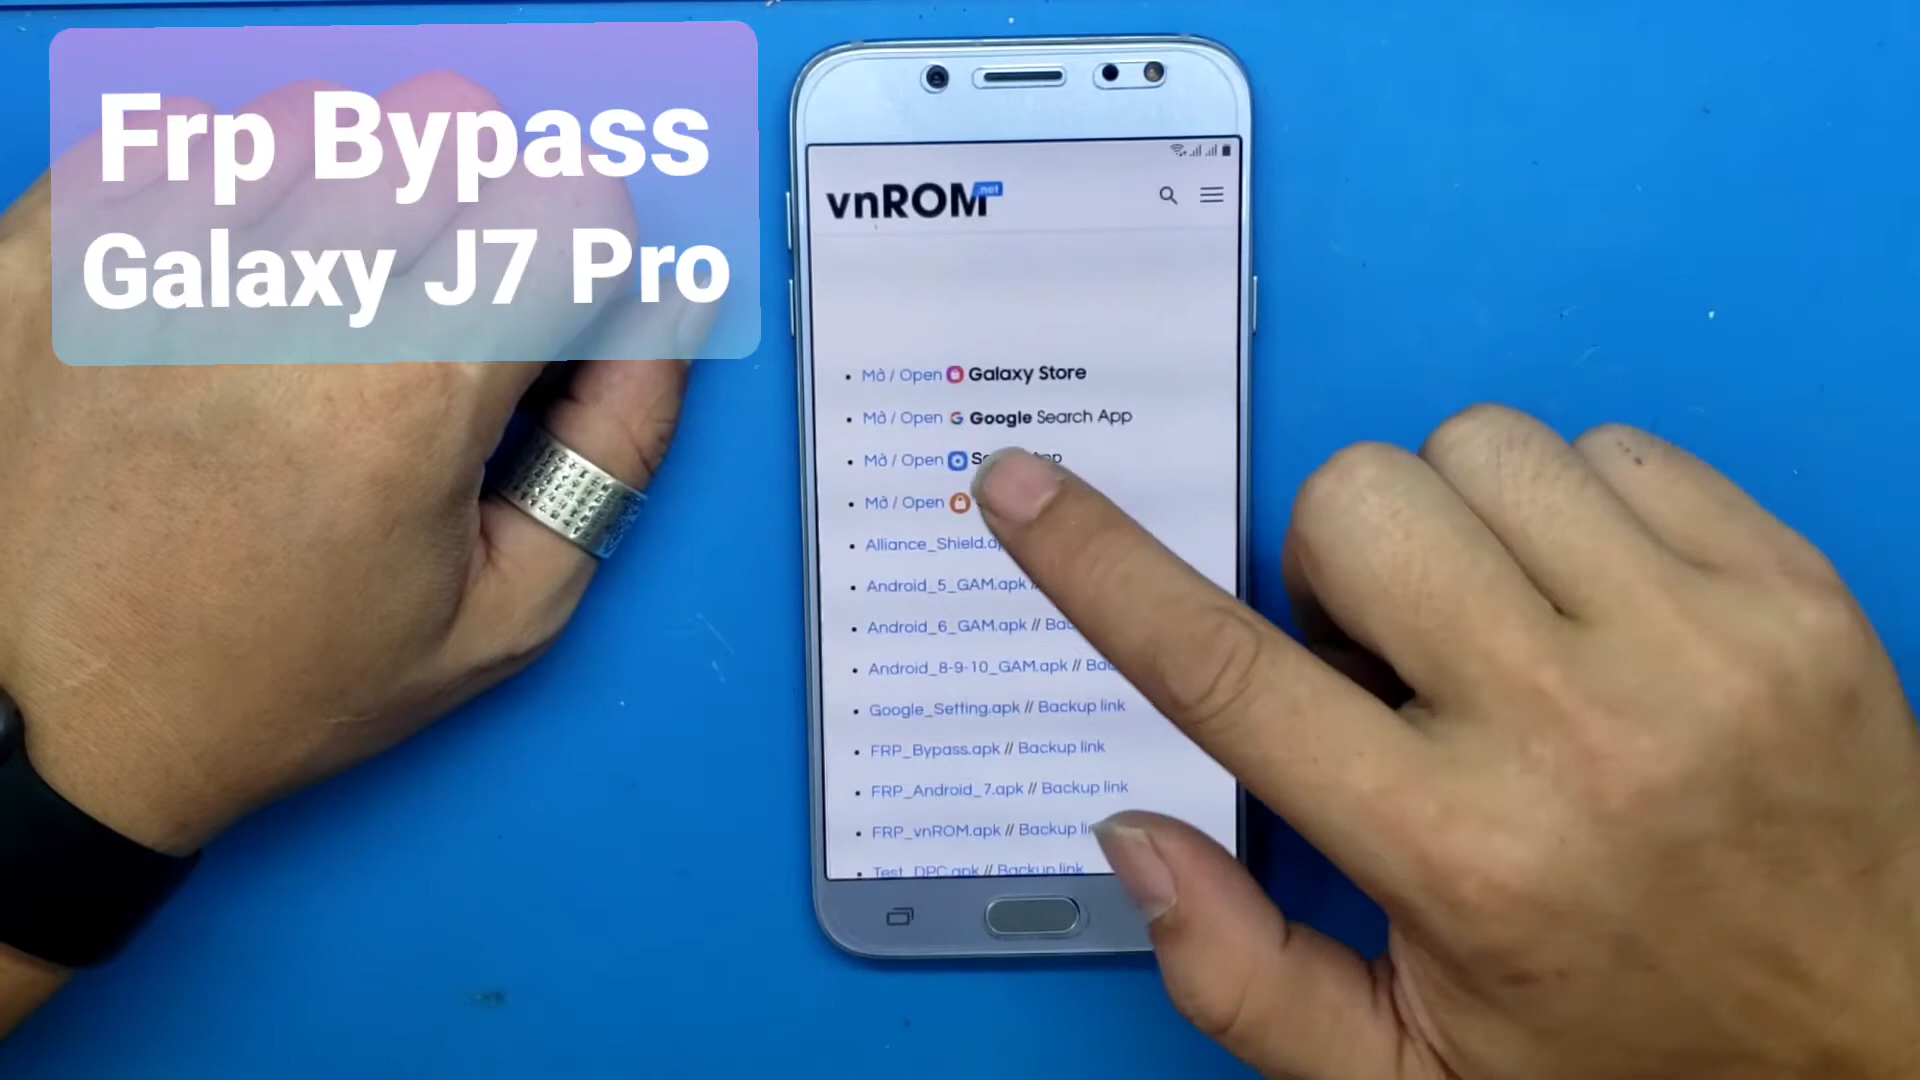 Frp Bypass
Galaxy J7 Pro
vnROM.net
Mở / Open Galaxy Store
Mở / Open Google Search App
Mở / Open
Mở / Open
Alliance_Shield.ap
Android_5_GAM.apk //
Android_6_GAM.apk //
Android_8-9-10_GAM.apk //
Google_Setting.apk // Backup link
FRP_Bypass.apk // Backup link
FRP_Android_7.apk // Backup link
FRP_vnROM.apk // Backup
Test_DPC.apk // Backup link